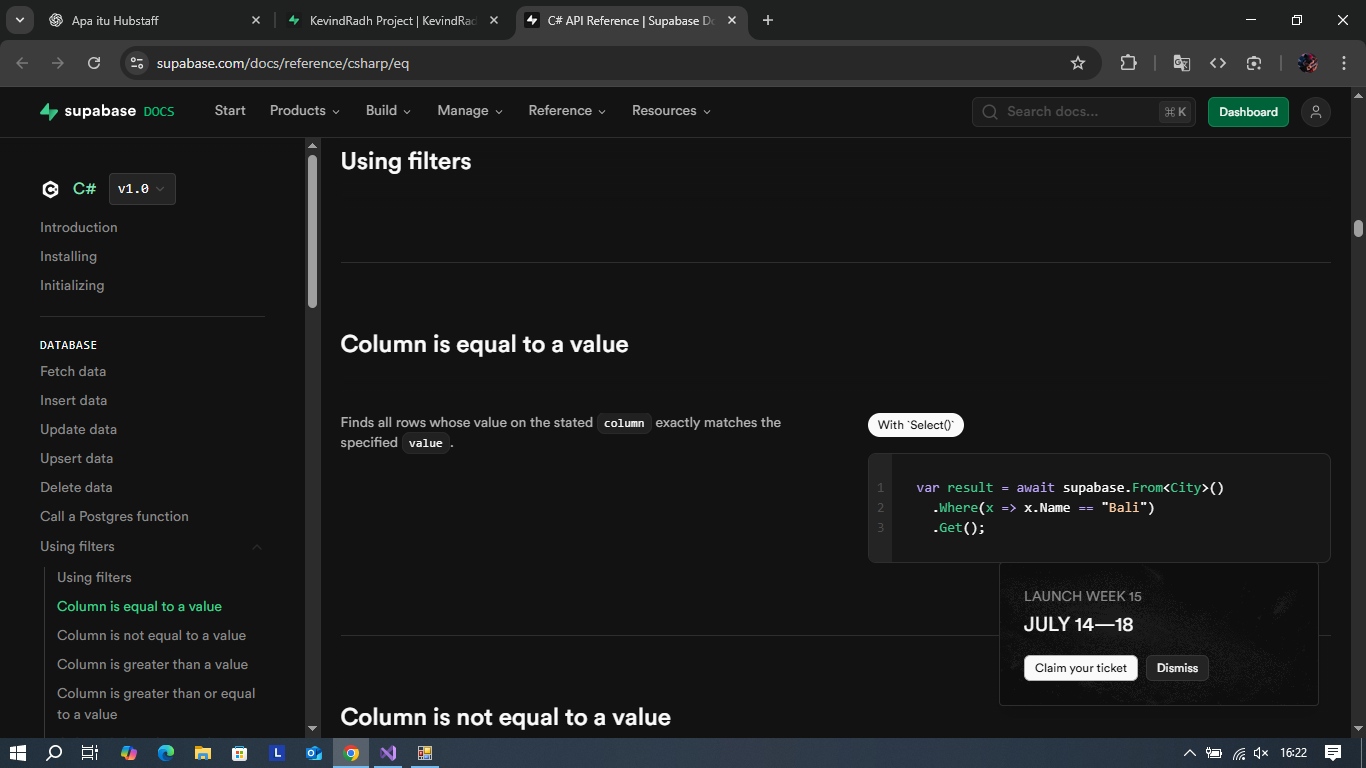 Apa itu Hubstaff
KevindRadh Project | KevindRad
C# API Reference | Supabase Do
supabase.com/docs/reference/csharp/eq
supabase DOCS
Start
Products
Build
Manage
Reference
Resources
Search docs...
⌘ K
Dashboard
C#
v1.0
Introduction
Installing
Initializing
DATABASE
Fetch data
Insert data
Update data
Upsert data
Delete data
Call a Postgres function
Using filters
Using filters
Column is equal to a value
Column is not equal to a value
Column is greater than a value
Column is greater than or equal
to a value
Using filters
Column is equal to a value
Finds all rows whose value on the stated column exactly matches the
specified value.
With `Select()`
1 var result = await supabase.From<City>()
2 .Where(x => x.Name == "Bali")
3 .Get();
LAUNCH WEEK 15
JULY 14—18
Claim your ticket
Dismiss
Column is not equal to a value
16:22